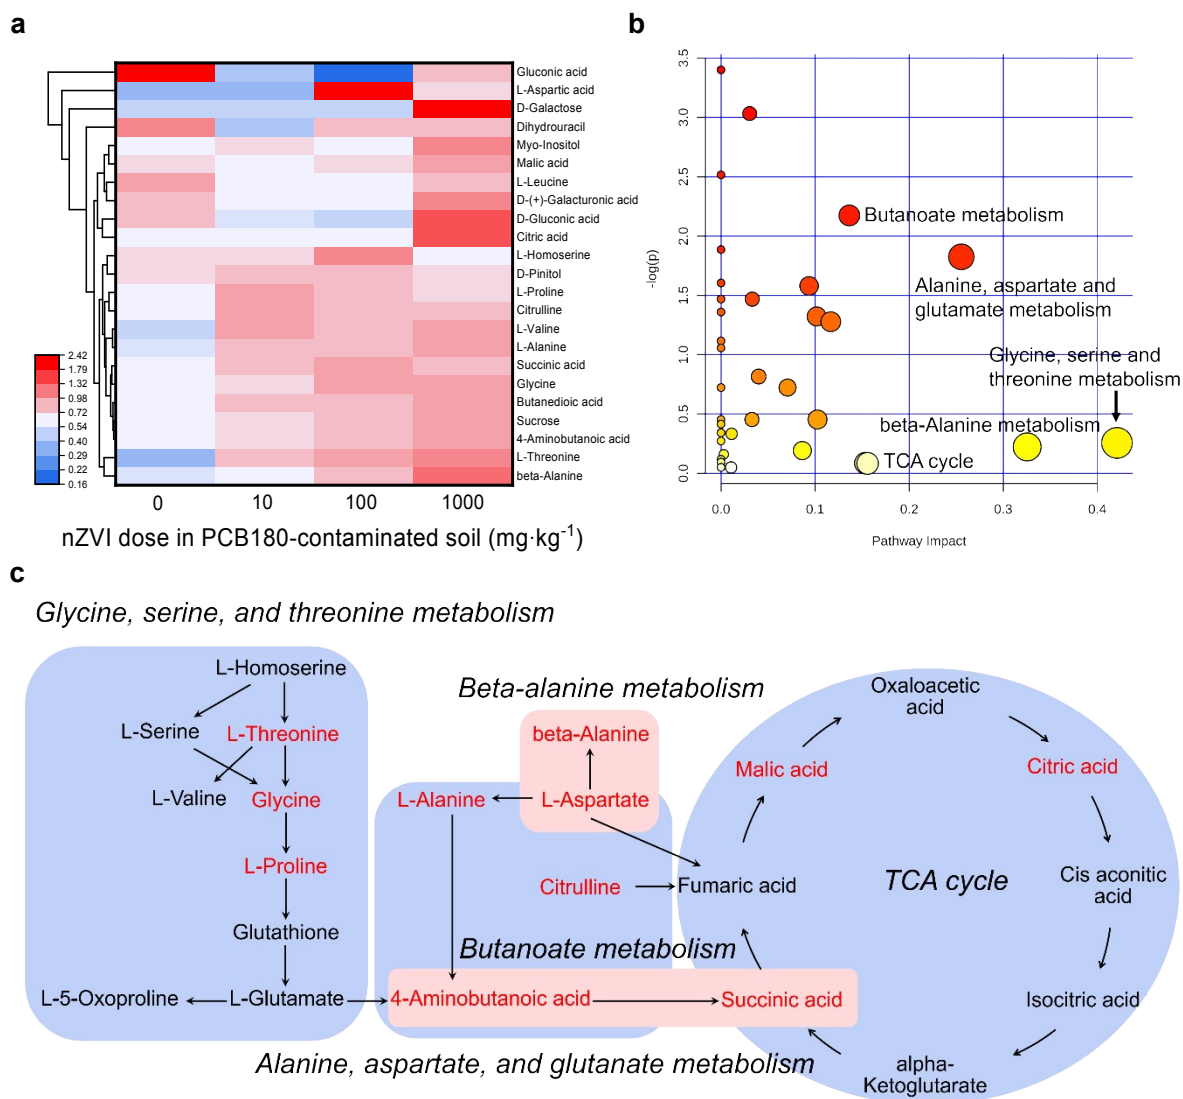 a
Gluconic acid
L-Aspartic acid
D-Galactose
Dihydrouracil
Myo-Inositol
Malic acid
L-Leucine
D-(+)-Galacturonic acid
D-Gluconic acid
Citric acid
L-Homoserine
D-Pinitol
L-Proline
Citrulline
L-Valine
L-Alanine
Succinic acid
Glycine
Butanedioic acid
Sucrose
4-Aminobutanoic acid
L-Threonine
beta-Alanine
2.42
1.79
1.32
0.98
0.72
0.54
0.40
0.29
0.22
0.16
0 10 100 1000
nZVI dose in PCB180-contaminated soil (mg·kg⁻¹)
b
3.5
3.0
2.5
2.0
1.5
1.0
0.5
0.0
-log(p)
Butanoate metabolism
Alanine, aspartate and
glutamate metabolism
Glycine, serine and
threonine metabolism
beta-Alanine metabolism
TCA cycle
0.0 0.1 0.2 0.3 0.4
Pathway Impact
c
Glycine, serine, and threonine metabolism
L-Homoserine
L-Serine
L-Threonine
L-Valine
Glycine
L-Proline
Glutathione
L-5-Oxoproline
L-Glutamate
Beta-alanine metabolism
beta-Alanine
L-Alanine
L-Aspartate
Citrulline
Fumaric acid
Butanoate metabolism
4-Aminobutanoic acid
Succinic acid
Alanine, aspartate, and glutanate metabolism
Oxaloacetic
acid
Malic acid
Citric acid
TCA cycle
Cis aconitic
acid
Isocitric acid
alpha-
Ketoglutarate